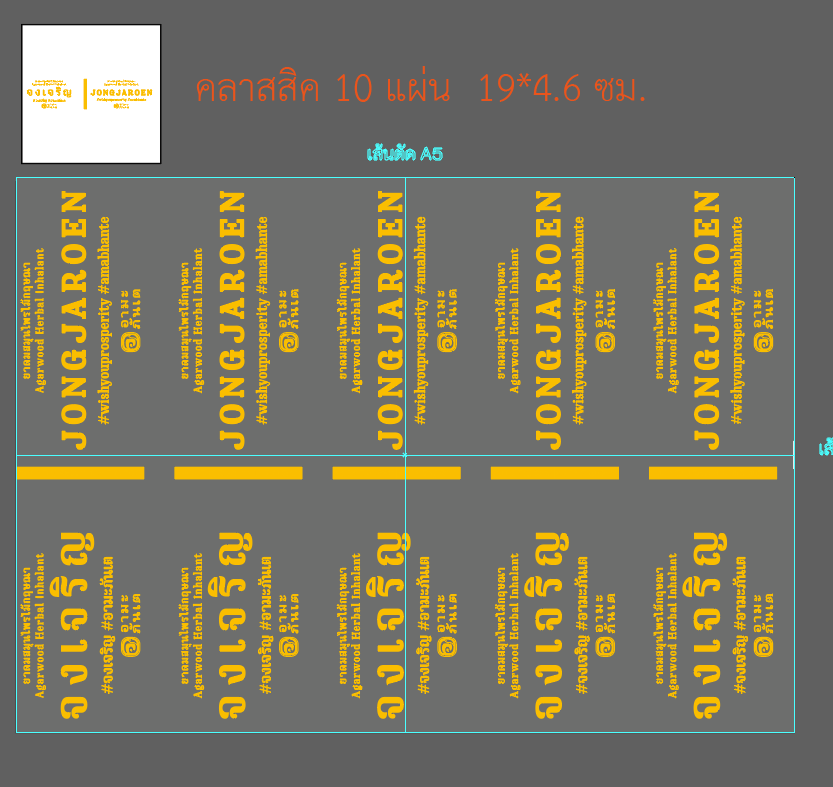 จงเจริญ
JONGJAROEN
คลาสสิค 10 แผ่น 19*4.6 ซม.
เส้นตัด A5
ยาดมสมุนไพรไม้กฤษณา
Agarwood Herbal Inhalant
JONGJAROEN
#wishyouprosperity #amabhante
อามะ
ภันเต
ยาดมสมุนไพรไม้กฤษณา
Agarwood Herbal Inhalant
JONGJAROEN
#wishyouprosperity #amabhante
อามะ
ภันเต
ยาดมสมุนไพรไม้กฤษณา
Agarwood Herbal Inhalant
JONGJAROEN
#wishyouprosperity #amabhante
อามะ
ภันเต
ยาดมสมุนไพรไม้กฤษณา
Agarwood Herbal Inhalant
JONGJAROEN
#wishyouprosperity #amabhante
อามะ
ภันเต
ยาดมสมุนไพรไม้กฤษณา
Agarwood Herbal Inhalant
JONGJAROEN
#wishyouprosperity #amabhante
อามะ
ภันเต
ยาดมสมุนไพรไม้กฤษณา
Agarwood Herbal Inhalant
จงเจริญ
#จงเจริญ #อามะภันเต
อามะ
ภันเต
ยาดมสมุนไพรไม้กฤษณา
Agarwood Herbal Inhalant
จงเจริญ
#จงเจริญ #อามะภันเต
อามะ
ภันเต
ยาดมสมุนไพรไม้กฤษณา
Agarwood Herbal Inhalant
จงเจริญ
#จงเจริญ #อามะภันเต
อามะ
ภันเต
ยาดมสมุนไพรไม้กฤษณา
Agarwood Herbal Inhalant
จงเจริญ
#จงเจริญ #อามะภันเต
อามะ
ภันเต
ยาดมสมุนไพรไม้กฤษณา
Agarwood Herbal Inhalant
จงเจริญ
#จงเจริญ #อามะภันเต
อามะ
ภันเต